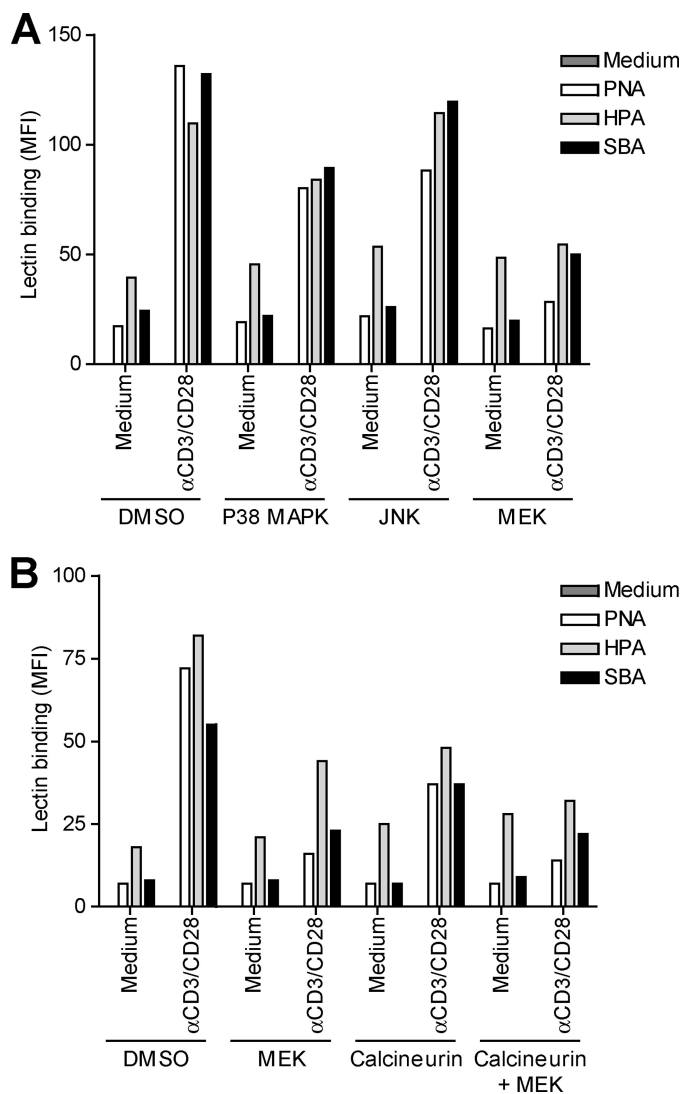 A
150
100
50
0
Lectin binding (MFI)
Medium
PNA
HPA
SBA
Medium
αCD3/CD28
Medium
αCD3/CD28
Medium
αCD3/CD28
Medium
αCD3/CD28
DMSO
P38 MAPK
JNK
MEK
B
100
75
50
25
0
Lectin binding (MFI)
Medium
PNA
HPA
SBA
Medium
αCD3/CD28
Medium
αCD3/CD28
Medium
αCD3/CD28
Medium
αCD3/CD28
DMSO
MEK
Calcineurin
Calcineurin
+ MEK